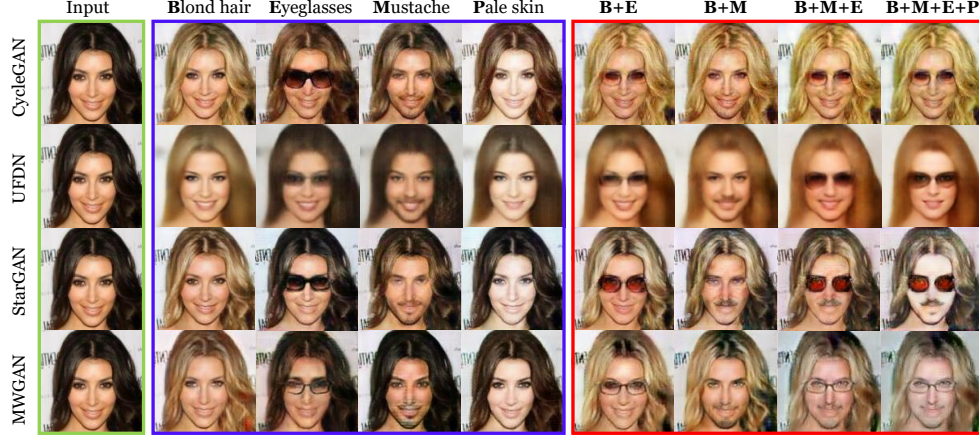 Input Blond hair Eyeglasses Mustache Pale skin B+E B+M B+M+E B+M+E+P
CycleGAN
UFDN
StarGAN
MWGAN